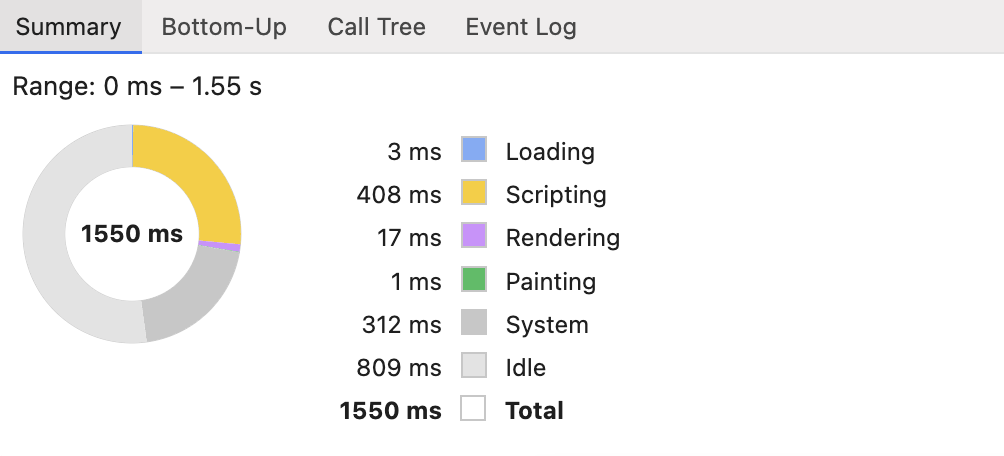 Summary Bottom-Up Call Tree Event Log
Range: 0 ms – 1.55 s
1550 ms
3 ms Loading
408 ms Scripting
17 ms Rendering
1 ms Painting
312 ms System
809 ms Idle
1550 ms Total